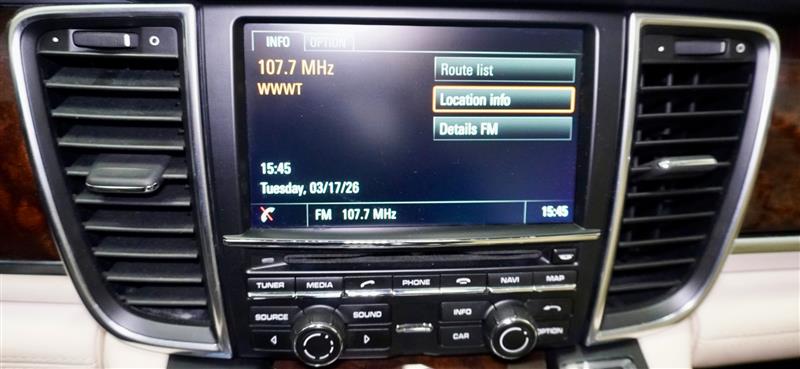 INFO OPTION
107.7 MHz
WWWT
Route list
Location info
Details FM
15:45
Tuesday, 03/17/26
FM 107.7 MHz 15:45
TUNER MEDIA PHONE NAVI MAP
SOURCE SOUND INFO
CAR OPTION